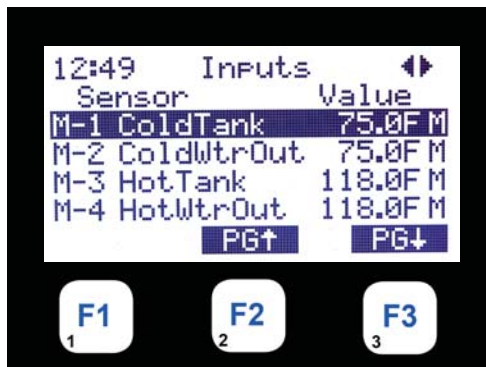 12:49 Inputs ◀▶
Sensor Value
M-1 ColdTank 75.0F M
M-2 ColdWtrOut 75.0F M
M-3 HotTank 118.0F M
M-4 HotWtrOut 118.0F M
PG↑ PG↓
F1 F2 F3
1 2 3